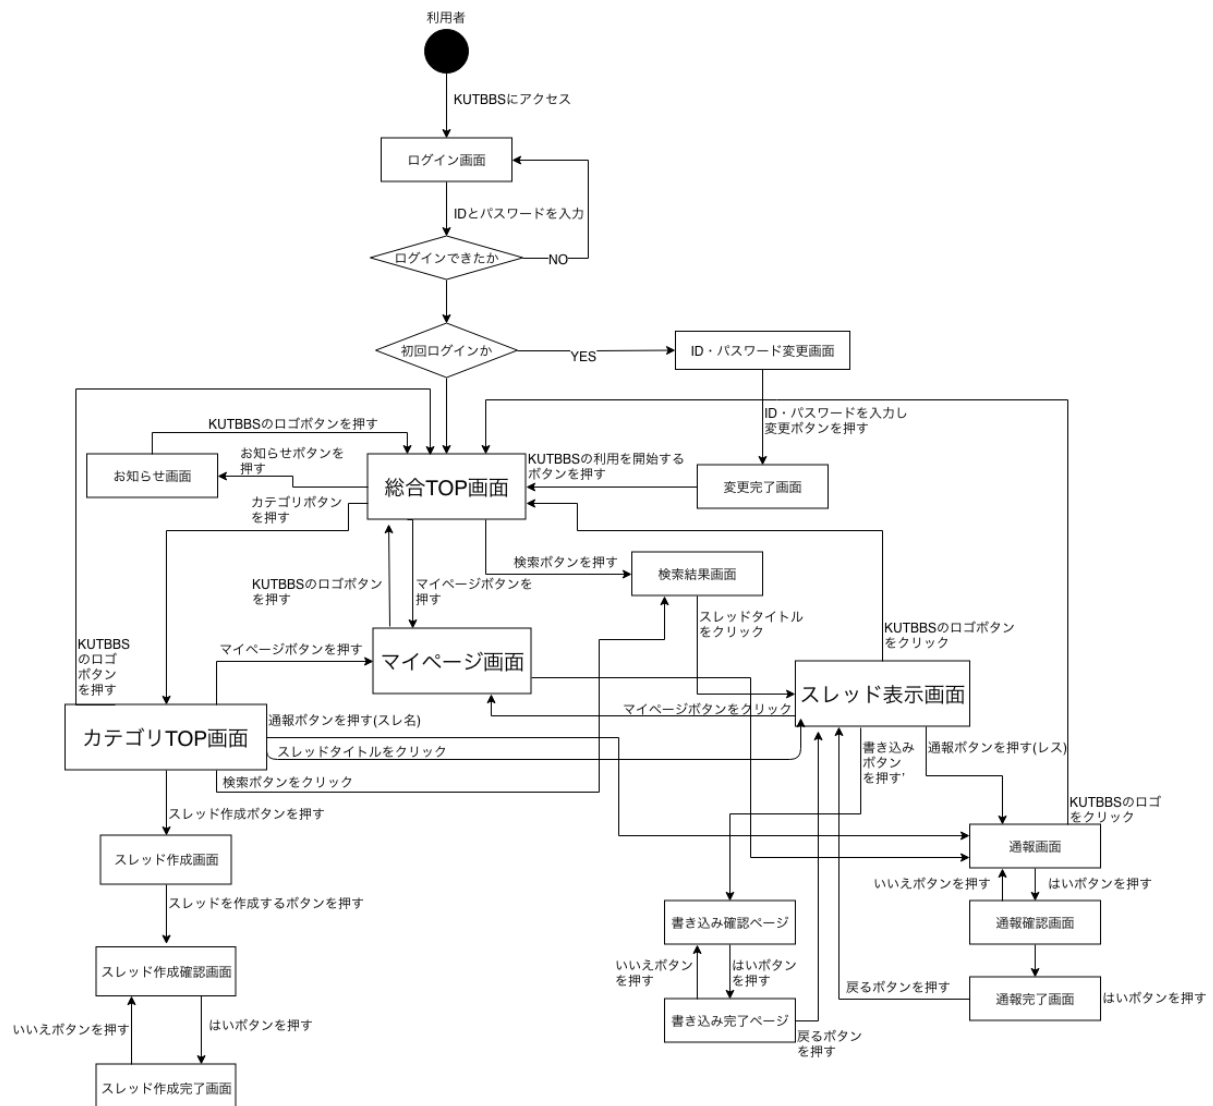 利用者
KUTBBSにアクセス
ログイン画面
IDとパスワードを入力
ログインできたか
NO
初回ログインか
YES
ID・パスワード変更画面
ID・パスワードを入力し
変更ボタンを押す
KUTBBSのロゴボタンを押す
お知らせボタンを
押す
お知らせ画面
KUTBBSの利用を開始する
ボタンを押す
総合TOP画面
変更完了画面
カテゴリボタン
を押す
検索ボタンを押す
検索結果画面
KUTBBSのロゴボタン
を押す
マイページボタンを
押す
スレッドタイトル
をクリック
KUTBBSのロゴボタン
をクリック
KUTBBS
のロゴ
ボタン
を押す
マイページボタンを押す
マイページ画面
スレッド表示画面
マイページボタンをクリック
通報ボタンを押す(スレ名)
カテゴリTOP画面
スレッドタイトルをクリック
書き込み
ボタン
を押す'
通報ボタンを押す(レス)
検索ボタンをクリック
KUTBBSのロゴ
をクリック
スレッド作成ボタンを押す
通報画面
スレッド作成画面
いいえボタンを押す
はいボタンを押す
スレッドを作成するボタンを押す
書き込み確認ページ
通報確認画面
スレッド作成確認画面
いいえボタン
を押す
はいボタン
を押す
戻るボタンを押す
通報完了画面
はいボタンを押す
いいえボタンを押す
はいボタンを押す
書き込み完了ページ
戻るボタン
を押す
スレッド作成完了画面